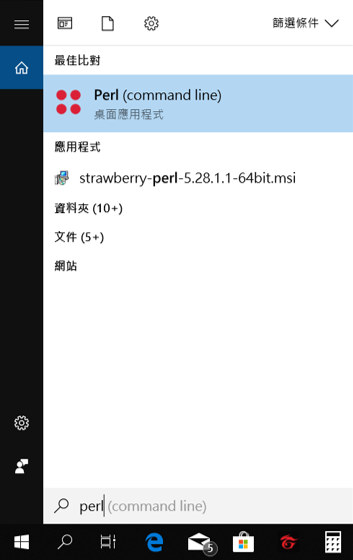 篩選條件
最佳比對
Perl (command line)
桌面應用程式
應用程式
strawberry-perl-5.28.1.1-64bit.msi
資料夾 (10+)
文件 (5+)
網站
perl (command line)
5